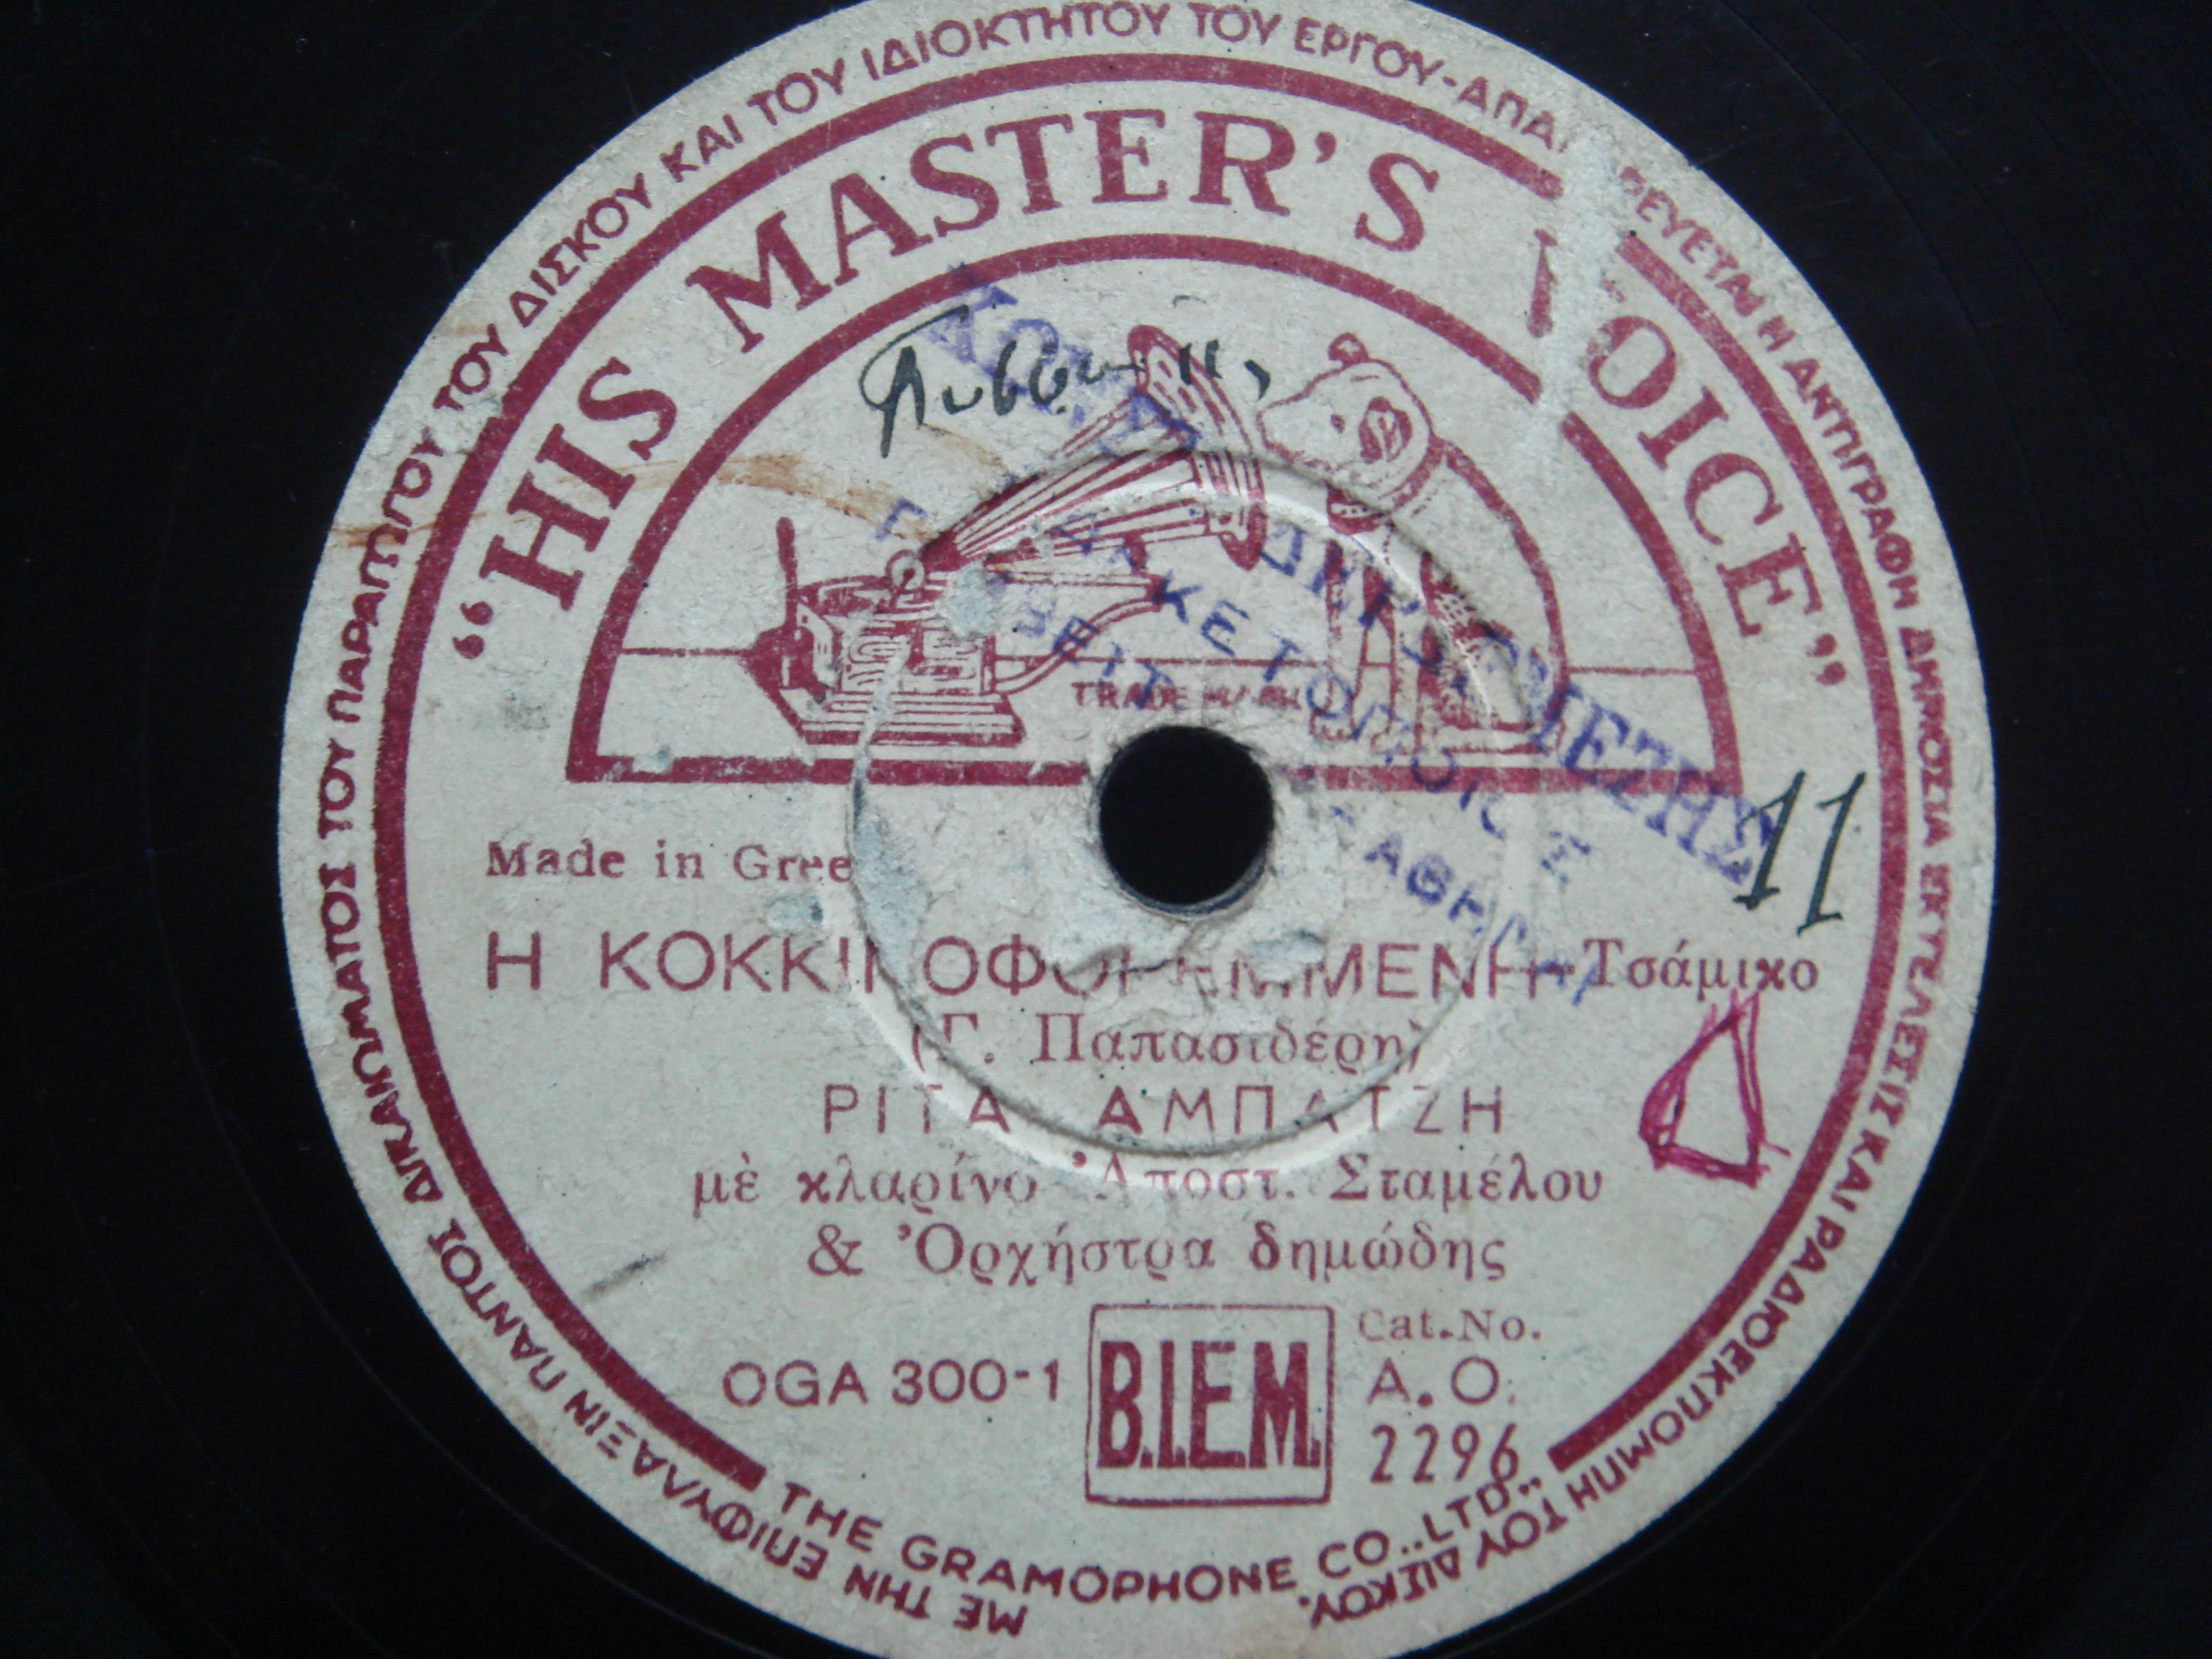 ΜΕ ΤΗΝ ΕΠΙΦΥΛΑΞΙΝ ΠΑΝΤΟΣ ΔΙΚΑΙΩΜΑΤΟΣ ΤΟΥ ΠΑΡΑΓΩΓΟΥ ΤΟΥ ΔΙΣΚΟΥ ΚΑΙ ΤΟΥ ΙΔΙΟΚΤΗΤΟΥ ΤΟΥ ΕΡΓΟΥ-ΑΠΑΓΟΡΕΥΕΤΑΙ Η ΑΝΤΙΓΡΑΦΗ ΔΗΜΟΣΙΑ ΕΚΤΕΛΕΣΙΣ ΚΑΙ ΡΑΔΙΟΕΚΠΟΜΠΗ ΤΟΥ ΔΙΣΚΟΥ.
“HIS MASTER'S VOICE”
TRADE MARK
11
Made in Gree
Η ΚΟΚΚΙΝΟΦΟΡΕΜΜΕΝΗ-Τσάμικο
(Γ. Παπασιδέρη)
ΡΙΤΑ ΑΜΠΑΤΖΗ
μὲ κλαρίνο Ἀποστ. Σταμέλου
& Ὀρχήστρα δημώδης
OGA 300-1
B.I.E.M.
Cat.No.
A.O.
2296
THE GRAMOPHONE CO., LTD.